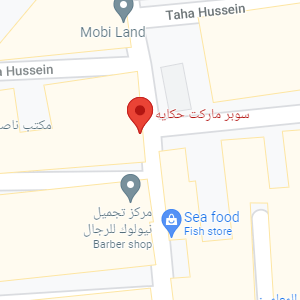 Taha Hussein
Mobi Land
Hussein
سوبر ماركت حكايه
مكتب
مركز تجميل
نيولوك للرجال
Barber shop
Sea food
Fish store